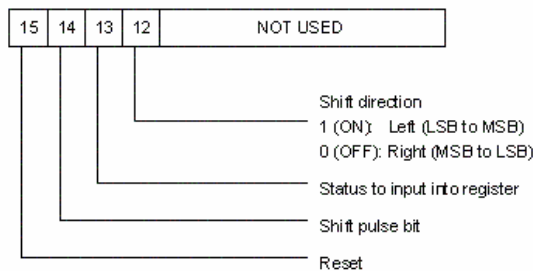 15 14 13 12 NOT USED
Shift direction
1 (ON): Left (LSB to MSB)
0 (OFF): Right (MSB to LSB)
Status to input into register
Shift pulse bit
Reset